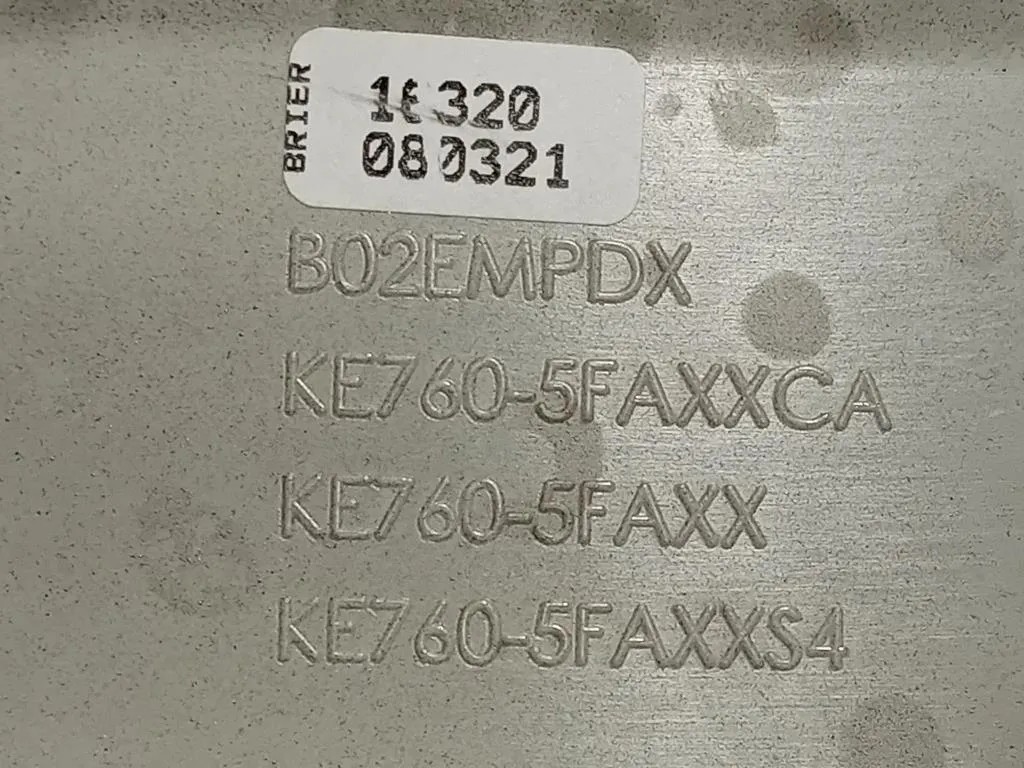 BRIER
080321
B02EMPDX
KE760-5FAXXCA
KE760-5FAXX
KE760-5FAXXS4